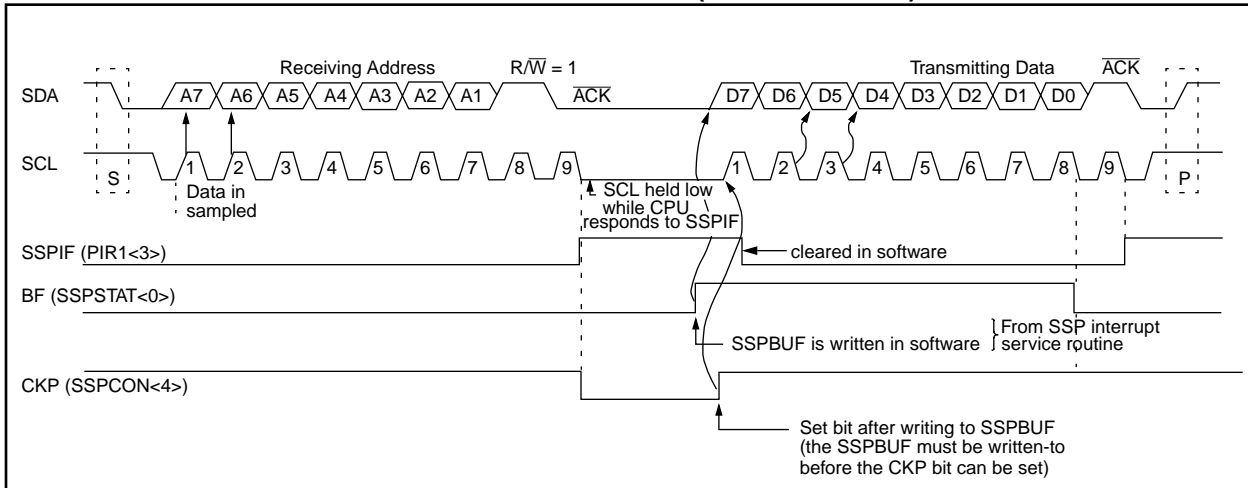 Receiving Address
R/W = 1
Transmitting Data
ACK
SDA
A7 A6 A5 A4 A3 A2 A1
ACK
D7 D6 D5 D4 D3 D2 D1 D0
SCL
S
1 2 3 4 5 6 7 8 9
1 2 3 4 5 6 7 8 9
P
Data in
sampled
SCL held low
while CPU
responds to SSPIF
SSPIF (PIR1<3>)
cleared in software
BF (SSPSTAT<0>)
SSPBUF is written in software
From SSP interrupt
service routine
CKP (SSPCON<4>)
Set bit after writing to SSPBUF
(the SSPBUF must be written-to
before the CKP bit can be set)